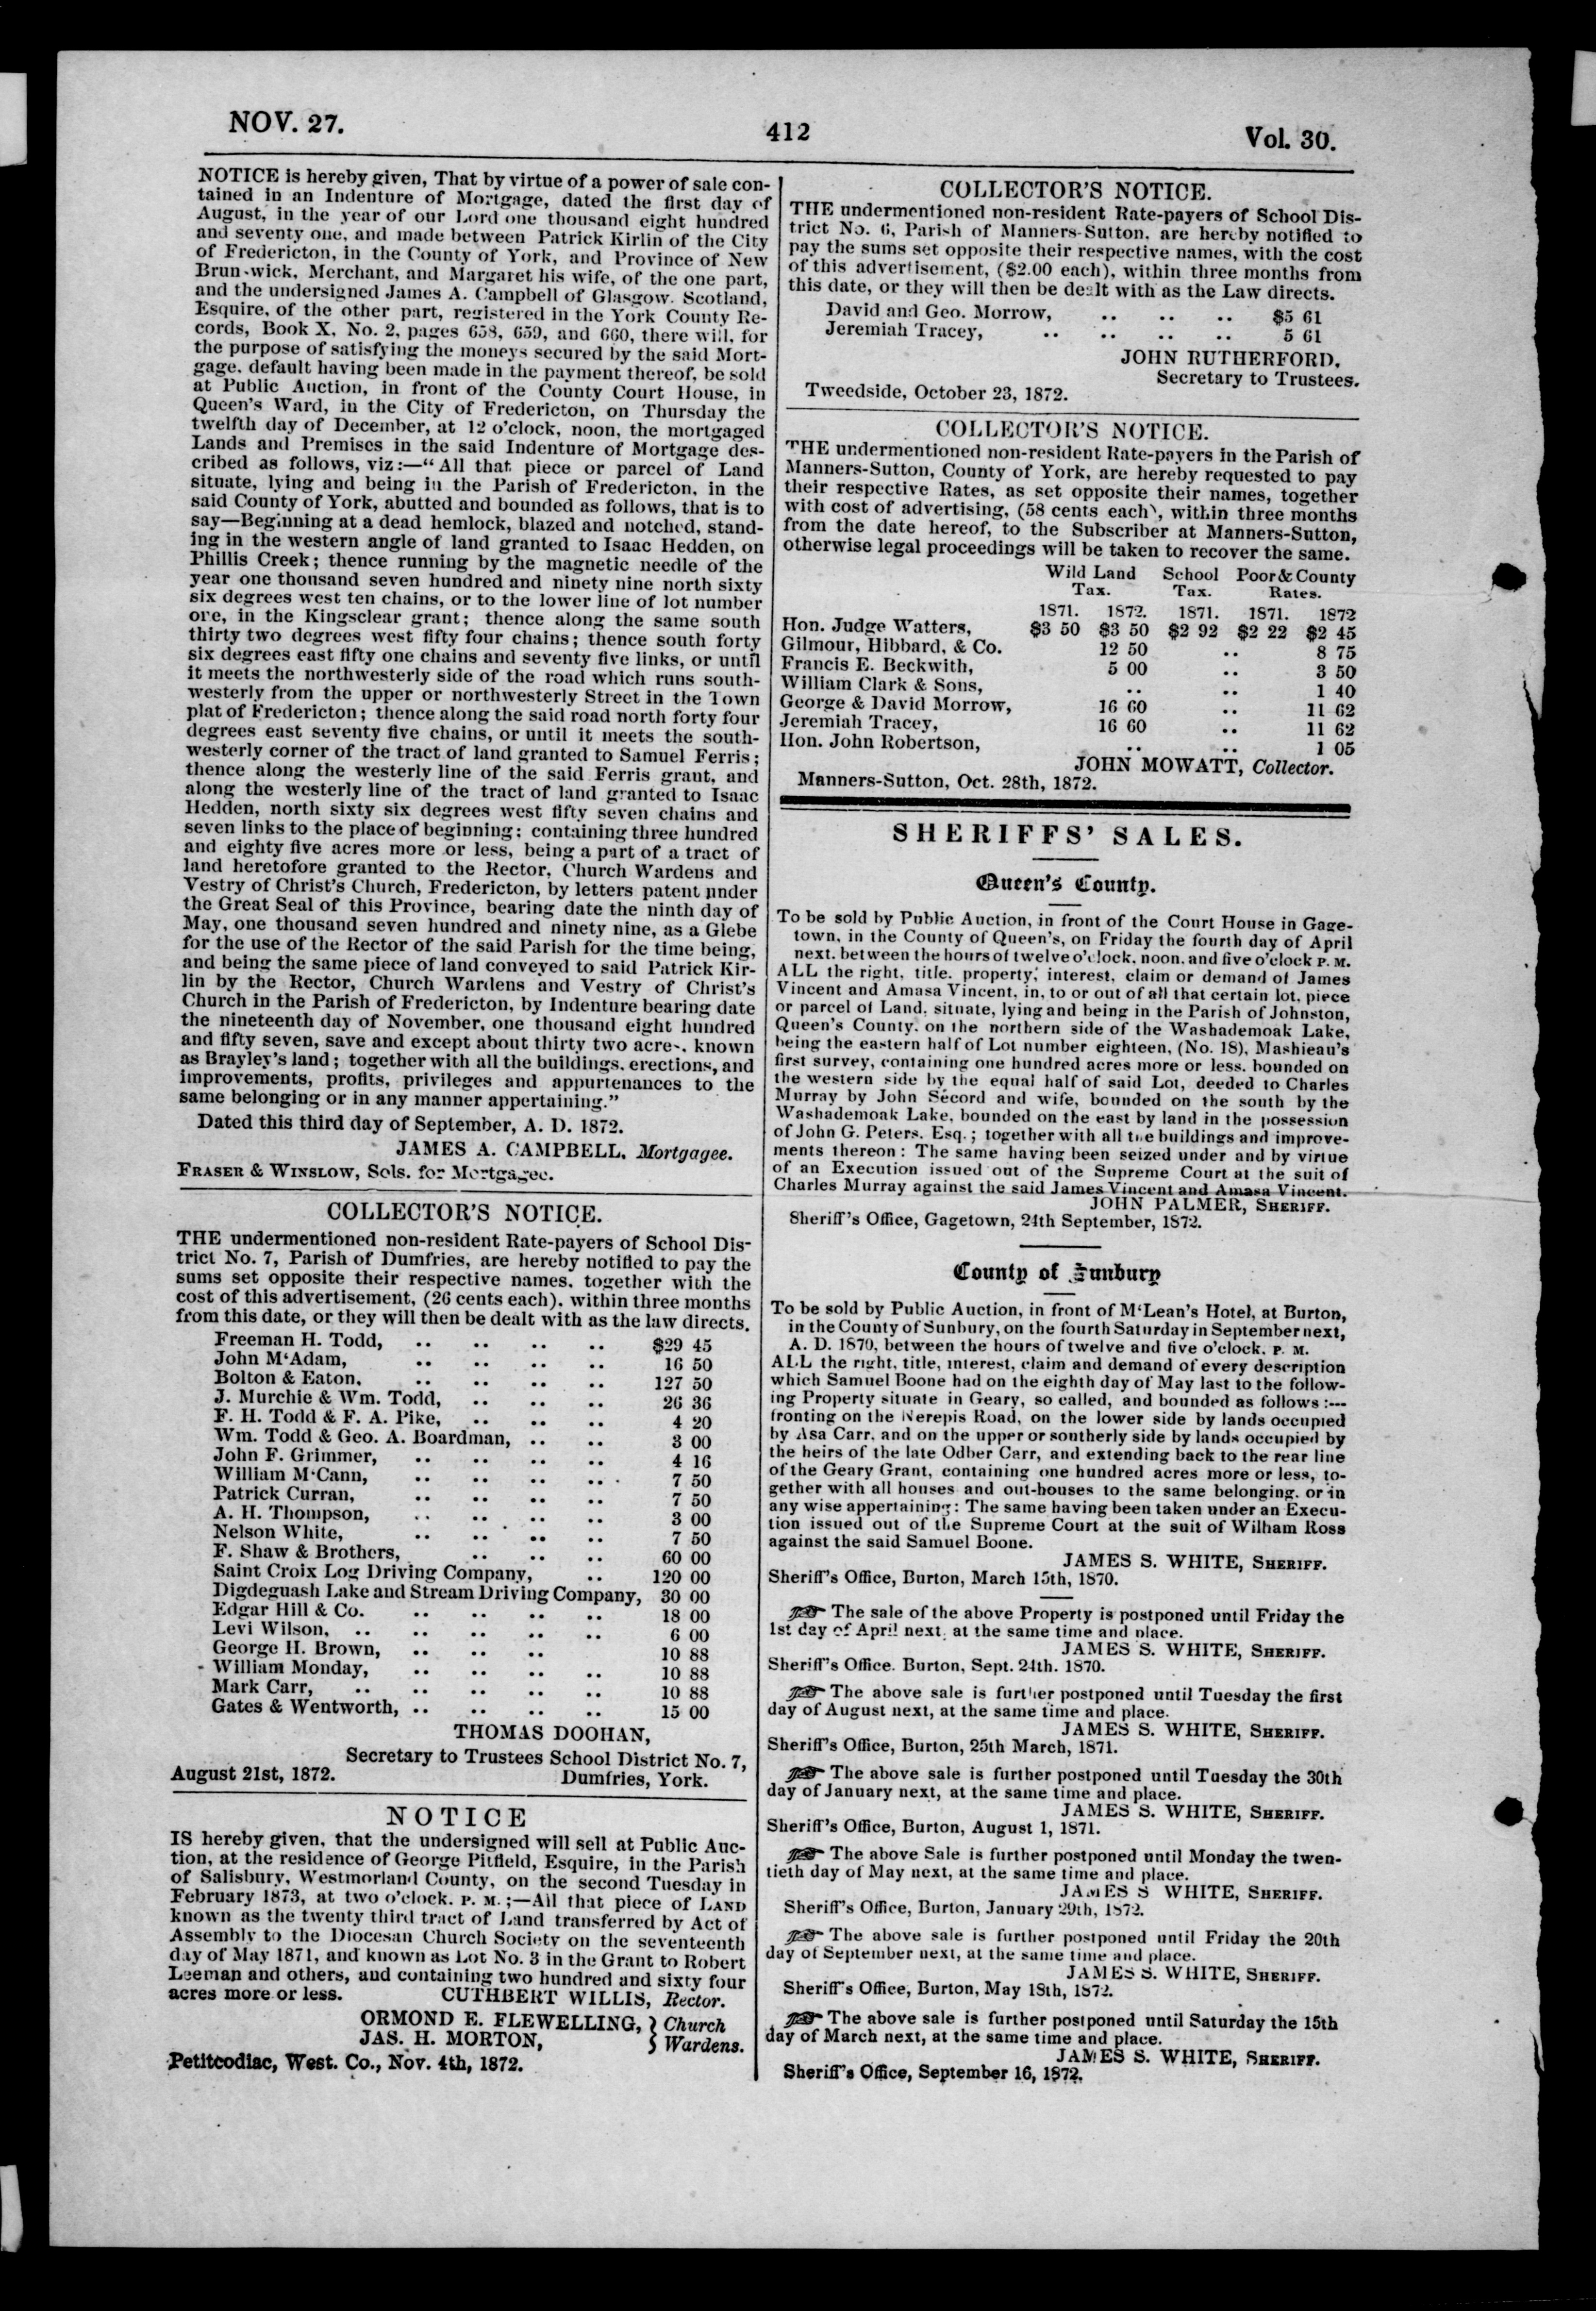 NOV. 27.
412
Vol. 30.
NOTICE is hereby given, That by virtue of a power of sale con-
tained in an Indenture of Mortgage, dated the first day of
August, in the year of our Lord one thousand eight hundred
and seventy one, and made between Patrick Kirlin of the City
of Fredericton, in the County of York, and Province of New
Brunswick, Merchant, and Margaret his wife, of the one part,
and the undersigned James A. Campbell of Glasgow, Scotland,
Esquire, of the other part, registered in the York County Re-
cords, Book X, No. 2, pages 658, 659, and 660, there will, for
the purpose of satisfying the moneys secured by the said Mort-
gage, default having been made in the payment thereof, be sold
at Public Auction, in front of the County Court House, in
Queen's Ward, in the City of Fredericton, on Thursday the
twelfth day of December, at 12 o'clock, noon, the mortgaged
Lands and Premises in the said Indenture of Mortgage des-
cribed as follows, viz:—"All that piece or parcel of Land
situate, lying and being in the Parish of Fredericton, in the
said County of York, abutted and bounded as follows, that is to
say—Beginning at a dead hemlock, blazed and notched, stand-
ing in the western angle of land granted to Isaac Hedden, on
Phillis Creek; thence running by the magnetic needle of the
year one thousand seven hundred and ninety nine north sixty
six degrees west ten chains, or to the lower line of lot number
one, in the Kingsclear grant; thence along the same south
thirty two degrees west fifty four chains; thence south forty
six degrees east fifty one chains and seventy five links, or until
it meets the northwesterly side of the road which runs south-
westerly from the upper or northwesterly Street in the Town
plat of Fredericton; thence along the said road north forty four
degrees east seventy five chains, or until it meets the south-
westerly corner of the tract of land granted to Samuel Ferris;
thence along the westerly line of the said Ferris grant, and
along the westerly line of the tract of land granted to Isaac
Hedden, north sixty six degrees west fifty seven chains and
seven links to the place of beginning; containing three hundred
and eighty five acres more or less, being a part of a tract of
land heretofore granted to the Rector, Church Wardens and
Vestry of Christ's Church, Fredericton, by letters patent under
the Great Seal of this Province, bearing date the ninth day of
May, one thousand seven hundred and ninety nine, as a Glebe
for the use of the Rector of the said Parish for the time being,
and being the same piece of land conveyed to said Patrick Kir-
lin by the Rector, Church Wardens and Vestry of Christ's
Church in the Parish of Fredericton, by Indenture bearing date
the nineteenth day of November, one thousand eight hundred
and fifty seven, save and except about thirty two acres, known
as Brayley's land; together with all the buildings, erections, and
improvements, profits, privileges and appurtenances to the
same belonging or in any manner appertaining."
Dated this third day of September, A. D. 1872.
JAMES A. CAMPBELL, Mortgagee.
FRASER & WINSLOW, Sols. for Mortgagee.
COLLECTOR'S NOTICE.
THE undermentioned non-resident Rate-payers of School Dis-
trict No. 7, Parish of Dumfries, are hereby notified to pay the
sums set opposite their respective names, together with the
cost of this advertisement, (26 cents each), within three months
from this date, or they will then be dealt with as the law directs.
Freeman H. Todd, .. .. .. .. $29 45
John M'Adam, .. .. .. .. 16 50
Bolton & Eaton, .. .. .. .. 127 50
J. Murchie & Wm. Todd, .. .. .. 26 36
F. H. Todd & F. A. Pike, .. .. .. 4 20
Wm. Todd & Geo. A. Boardman, .. .. 3 00
John F. Grimmer, .. .. .. .. 4 16
William M'Cann, .. .. .. .. 7 50
Patrick Curran, .. .. .. .. 7 50
A. H. Thompson, .. .. .. .. 3 00
Nelson White, .. .. .. .. 7 50
F. Shaw & Brothers, .. .. .. 60 00
Saint Croix Log Driving Company, .. 120 00
Digdeguash Lake and Stream Driving Company, 30 00
Edgar Hill & Co. .. .. .. .. 18 00
Levi Wilson, .. .. .. .. .. 6 00
George H. Brown, .. .. .. 10 88
William Monday, .. .. .. .. 10 88
Mark Carr, .. .. .. .. .. 10 88
Gates & Wentworth, .. .. .. .. 15 00
THOMAS DOOHAN,
Secretary to Trustees School District No. 7,
August 21st, 1872. Dumfries, York.
NOTICE
IS hereby given, that the undersigned will sell at Public Auc-
tion, at the residence of George Pitfield, Esquire, in the Parish
of Salisbury, Westmorland County, on the second Tuesday in
February 1873, at two o'clock, P. M.;—All that piece of LAND
known as the twenty third tract of Land transferred by Act of
Assembly to the Diocesan Church Society on the seventeenth
day of May 1871, and known as Lot No. 3 in the Grant to Robert
Leeman and others, and containing two hundred and sixty four
acres more or less. CUTHBERT WILLIS, Rector.
ORMOND E. FLEWELLING, } Church
JAS. H. MORTON, } Wardens.
Petitcodiac, West. Co., Nov. 4th, 1872.
COLLECTOR'S NOTICE.
THE undermentioned non-resident Rate-payers of School Dis-
trict No. 6, Parish of Manners-Sutton, are hereby notified to
pay the sums set opposite their respective names, with the cost
of this advertisement, ($2.00 each), within three months from
this date, or they will then be dealt with as the Law directs.
David and Geo. Morrow, .. .. .. $5 61
Jeremiah Tracey, .. .. .. .. 5 61
JOHN RUTHERFORD,
Secretary to Trustees.
Tweedside, October 23, 1872.
COLLECTOR'S NOTICE.
THE undermentioned non-resident Rate-payers in the Parish of
Manners-Sutton, County of York, are hereby requested to pay
their respective Rates, as set opposite their names, together
with cost of advertising, (58 cents each), within three months
from the date hereof, to the Subscriber at Manners-Sutton,
otherwise legal proceedings will be taken to recover the same.
Wild Land School Poor & County
Tax. Tax. Rates.
1871. 1872. 1871. 1871. 1872
Hon. Judge Watters, $3 50 $3 50 $2 92 $2 22 $2 45
Gilmour, Hibbard, & Co. 12 50 .. 8 75
Francis E. Beckwith, 5 00 .. 3 50
William Clark & Sons, .. .. 1 40
George & David Morrow, 16 60 .. 11 62
Jeremiah Tracey, 16 60 .. 11 62
Hon. John Robertson, .. .. 1 05
JOHN MOWATT, Collector.
Manners-Sutton, Oct. 28th, 1872.
SHERIFFS' SALES.
Queen's County.
To be sold by Public Auction, in front of the Court House in Gage-
town, in the County of Queen's, on Friday the fourth day of April
next, between the hours of twelve o'clock, noon, and five o'clock P. M.
ALL the right, title, property, interest, claim or demand of James
Vincent and Amasa Vincent, in, to or out of all that certain lot, piece
or parcel of Land, situate, lying and being in the Parish of Johnston,
Queen's County, on the northern side of the Washademoak Lake,
being the eastern half of Lot number eighteen, (No. 18), Mashieau's
first survey, containing one hundred acres more or less, bounded on
the western side by the equal half of said Lot, deeded to Charles
Murray by John Secord and wife, bounded on the south by the
Washademoak Lake, bounded on the east by land in the possession
of John G. Peters, Esq.; together with all the buildings and improve-
ments thereon: The same having been seized under and by virtue
of an Execution issued out of the Supreme Court at the suit of
Charles Murray against the said James Vincent and Amasa Vincent.
JOHN PALMER, SHERIFF.
Sheriff's Office, Gagetown, 24th September, 1872.
County of Sunbury
To be sold by Public Auction, in front of M'Lean's Hotel, at Burton,
in the County of Sunbury, on the fourth Saturday in September next,
A. D. 1870, between the hours of twelve and five o'clock, P. M.
ALL the right, title, interest, claim and demand of every description
which Samuel Boone had on the eighth day of May last to the follow-
ing Property situate in Geary, so called, and bounded as follows:---
fronting on the Nerepis Road, on the lower side by lands occupied
by Asa Carr, and on the upper or southerly side by lands occupied by
the heirs of the late Odber Carr, and extending back to the rear line
of the Geary Grant, containing one hundred acres more or less, to-
gether with all houses and out-houses to the same belonging, or in
any wise appertaining: The same having been taken under an Execu-
tion issued out of the Supreme Court at the suit of William Ross
against the said Samuel Boone.
JAMES S. WHITE, SHERIFF.
Sheriff's Office, Burton, March 15th, 1870.
☞ The sale of the above Property is postponed until Friday the
1st day of April next, at the same time and place.
JAMES S. WHITE, SHERIFF.
Sheriff's Office, Burton, Sept. 24th, 1870.
☞ The above sale is further postponed until Tuesday the first
day of August next, at the same time and place.
JAMES S. WHITE, SHERIFF.
Sheriff's Office, Burton, 25th March, 1871.
☞ The above sale is further postponed until Tuesday the 30th
day of January next, at the same time and place.
JAMES S. WHITE, SHERIFF.
Sheriff's Office, Burton, August 1, 1871.
☞ The above Sale is further postponed until Monday the twen-
tieth day of May next, at the same time and place.
JAMES S WHITE, SHERIFF.
Sheriff's Office, Burton, January 29th, 1872.
☞ The above sale is further postponed until Friday the 20th
day of September next, at the same time and place.
JAMES S. WHITE, SHERIFF.
Sheriff's Office, Burton, May 18th, 1872.
☞ The above sale is further postponed until Saturday the 15th
day of March next, at the same time and place.
JAMES S. WHITE, SHERIFF.
Sheriff's Office, September 16, 1872.